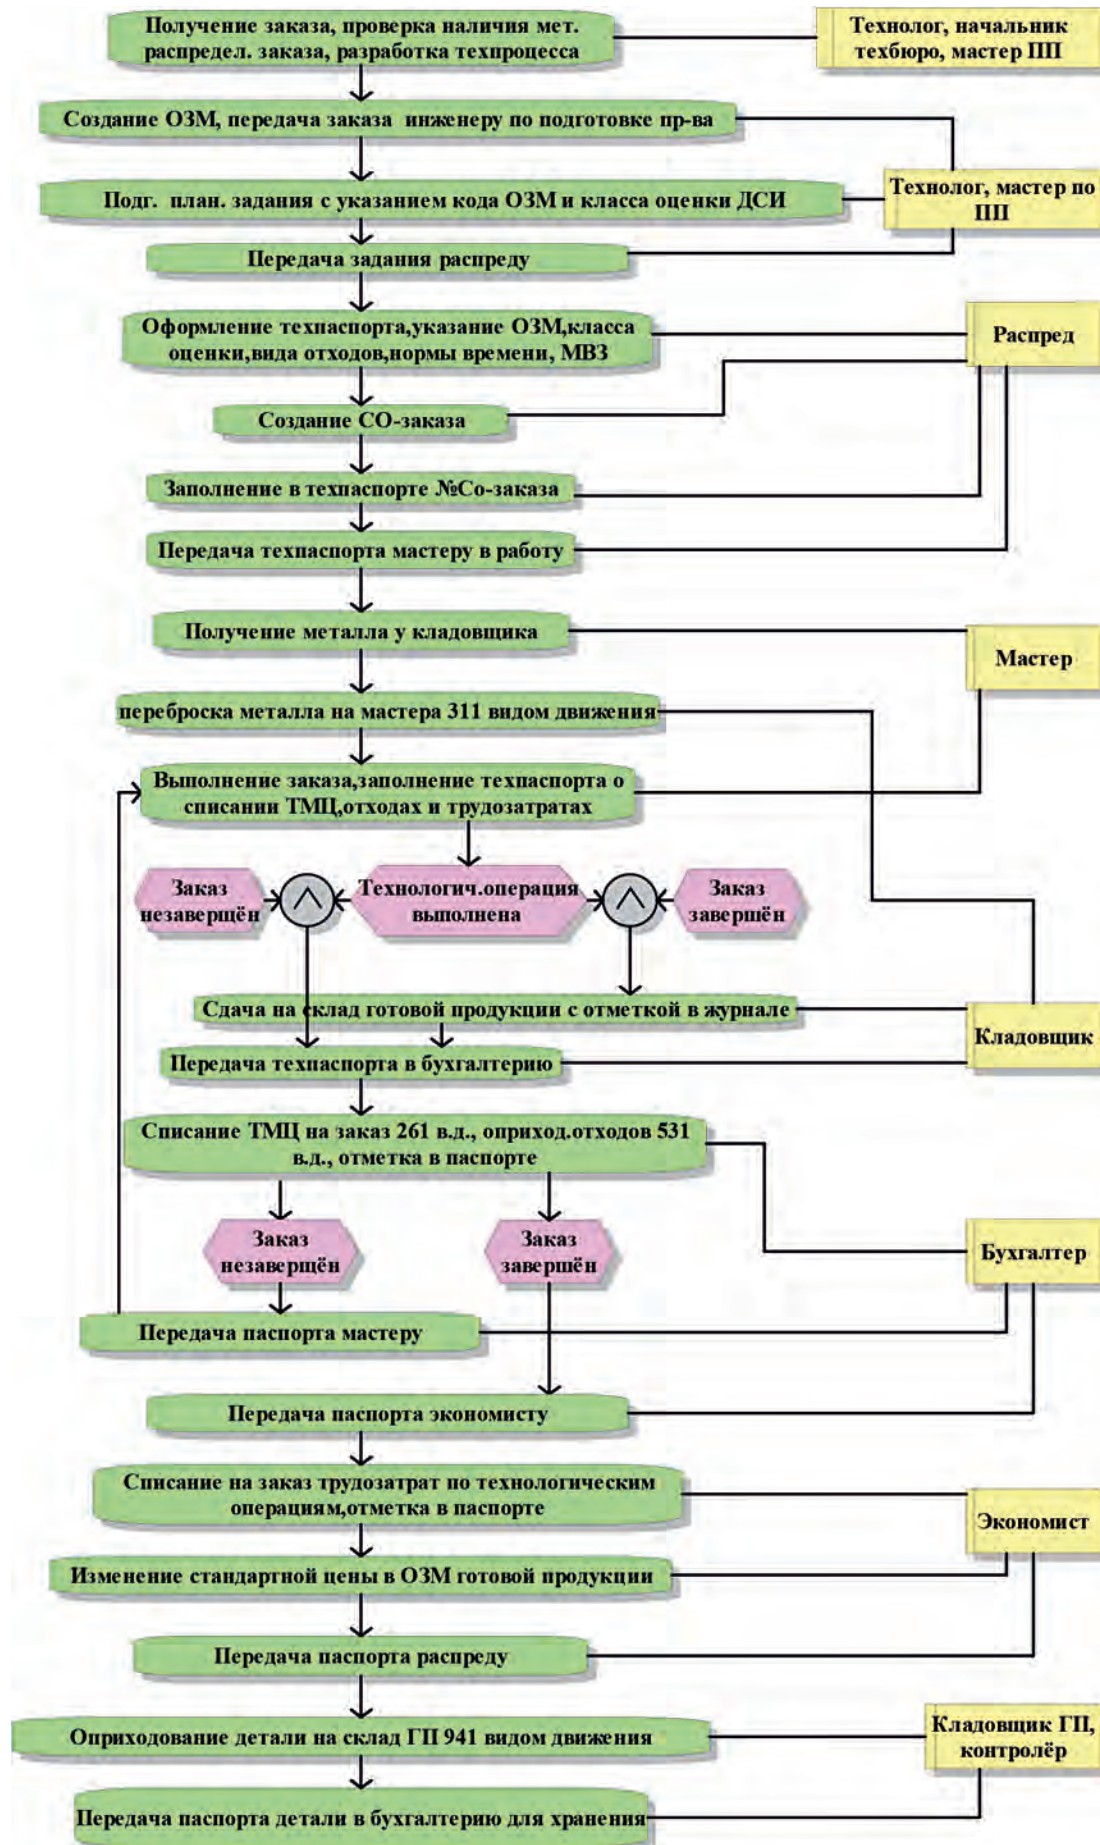 Получение заказа, проверка наличия мет.
распредел. заказа, разработка техпроцесса
Технолог, начальник
техбюро, мастер ПП
Создание ОЗМ, передача заказа инженеру по подготовке пр-ва
Технолог, мастер по
ПП
Подг. план. задания с указанием кода ОЗМ и класса оценки ДСИ
Передача задания распреду
Оформление техпаспорта,указание ОЗМ,класса
оценки,вида отходов,нормы времени, МВЗ
Распред
Создание СО-заказа
Заполнение в техпаспорте №Со-заказа
Передача техпаспорта мастеру в работу
Получение металла у кладовщика
Мастер
переброска металла на мастера 311 видом движения
Выполнение заказа,заполнение техпаспорта о
списании ТМЦ,отходах и трудозатратах
Заказ
незаверщён
Технологич.операция
выполнена
Заказ
завершён
Сдача на склад готовой продукции с отметкой в журнале
Кладовщик
Передача техпаспорта в бухгалтерию
Списание ТМЦ на заказ 261 в.д., оприход.отходов 531
в.д., отметка в паспорте
Заказ
незаверщён
Заказ
завершён
Бухгалтер
Передача паспорта мастеру
Передача паспорта экономисту
Списание на заказ трудозатрат по технологическим
операциям,отметка в паспорте
Экономист
Изменение стандартной цены в ОЗМ готовой продукции
Передача паспорта распреду
Оприходование детали на склад ГП 941 видом движения
Кладовщик ГП,
контролёр
Передача паспорта детали в бухгалтерию для хранения